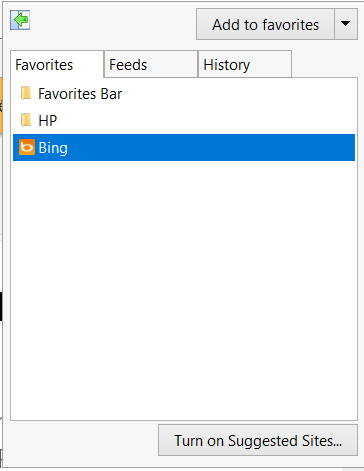 Add to favorites
Favorites Feeds History
Favorites Bar
HP
Bing
Turn on Suggested Sites...